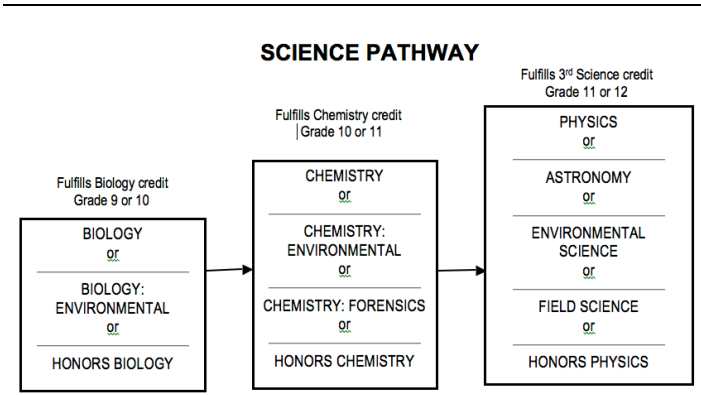 SCIENCE PATHWAY
Fulfills Biology credit
Grade 9 or 10
BIOLOGY
or
BIOLOGY:
ENVIRONMENTAL
or
HONORS BIOLOGY
Fulfills Chemistry credit
Grade 10 or 11
CHEMISTRY
or
CHEMISTRY:
ENVIRONMENTAL
or
CHEMISTRY: FORENSICS
or
HONORS CHEMISTRY
Fulfills 3rd Science credit
Grade 11 or 12
PHYSICS
or
ASTRONOMY
or
ENVIRONMENTAL
SCIENCE
or
FIELD SCIENCE
or
HONORS PHYSICS